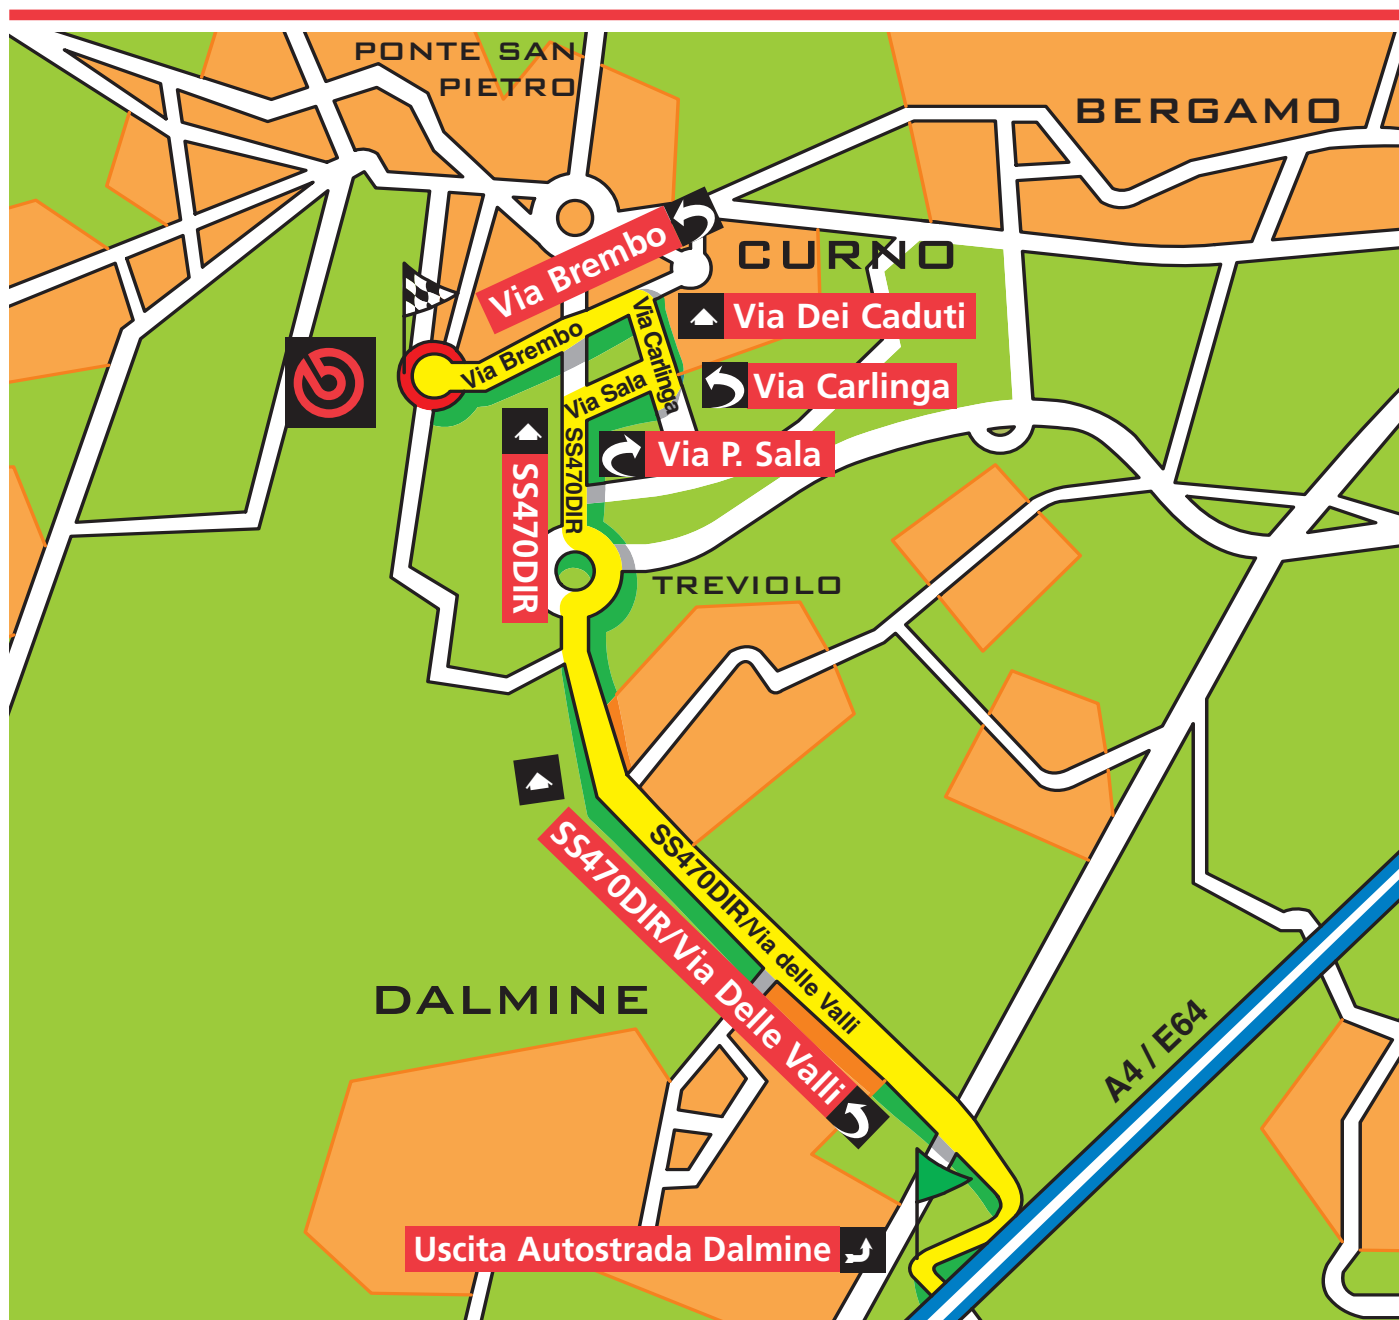 PONTE SAN
PIETRO
BERGAMO
Via Brembo
CURNO
Via Dei Caduti
Via Brembo
Via Carlinga
Via Carlinga
Via Sala
SS470DIR
Via P. Sala
SS470DIR
TREVIOLO
SS470DIR/Via delle Valli
SS470DIR/Via Delle Valli
DALMINE
A4 / E64
Uscita Autostrada Dalmine